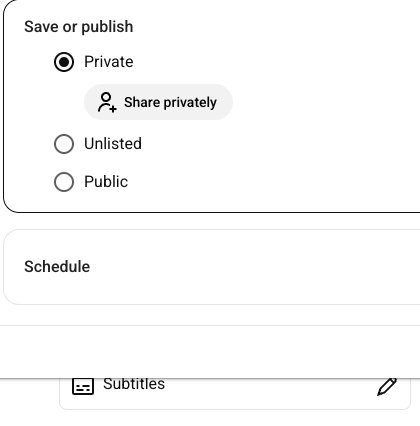 Save or publish
Private
Share privately
Unlisted
Public
Schedule
Subtitles